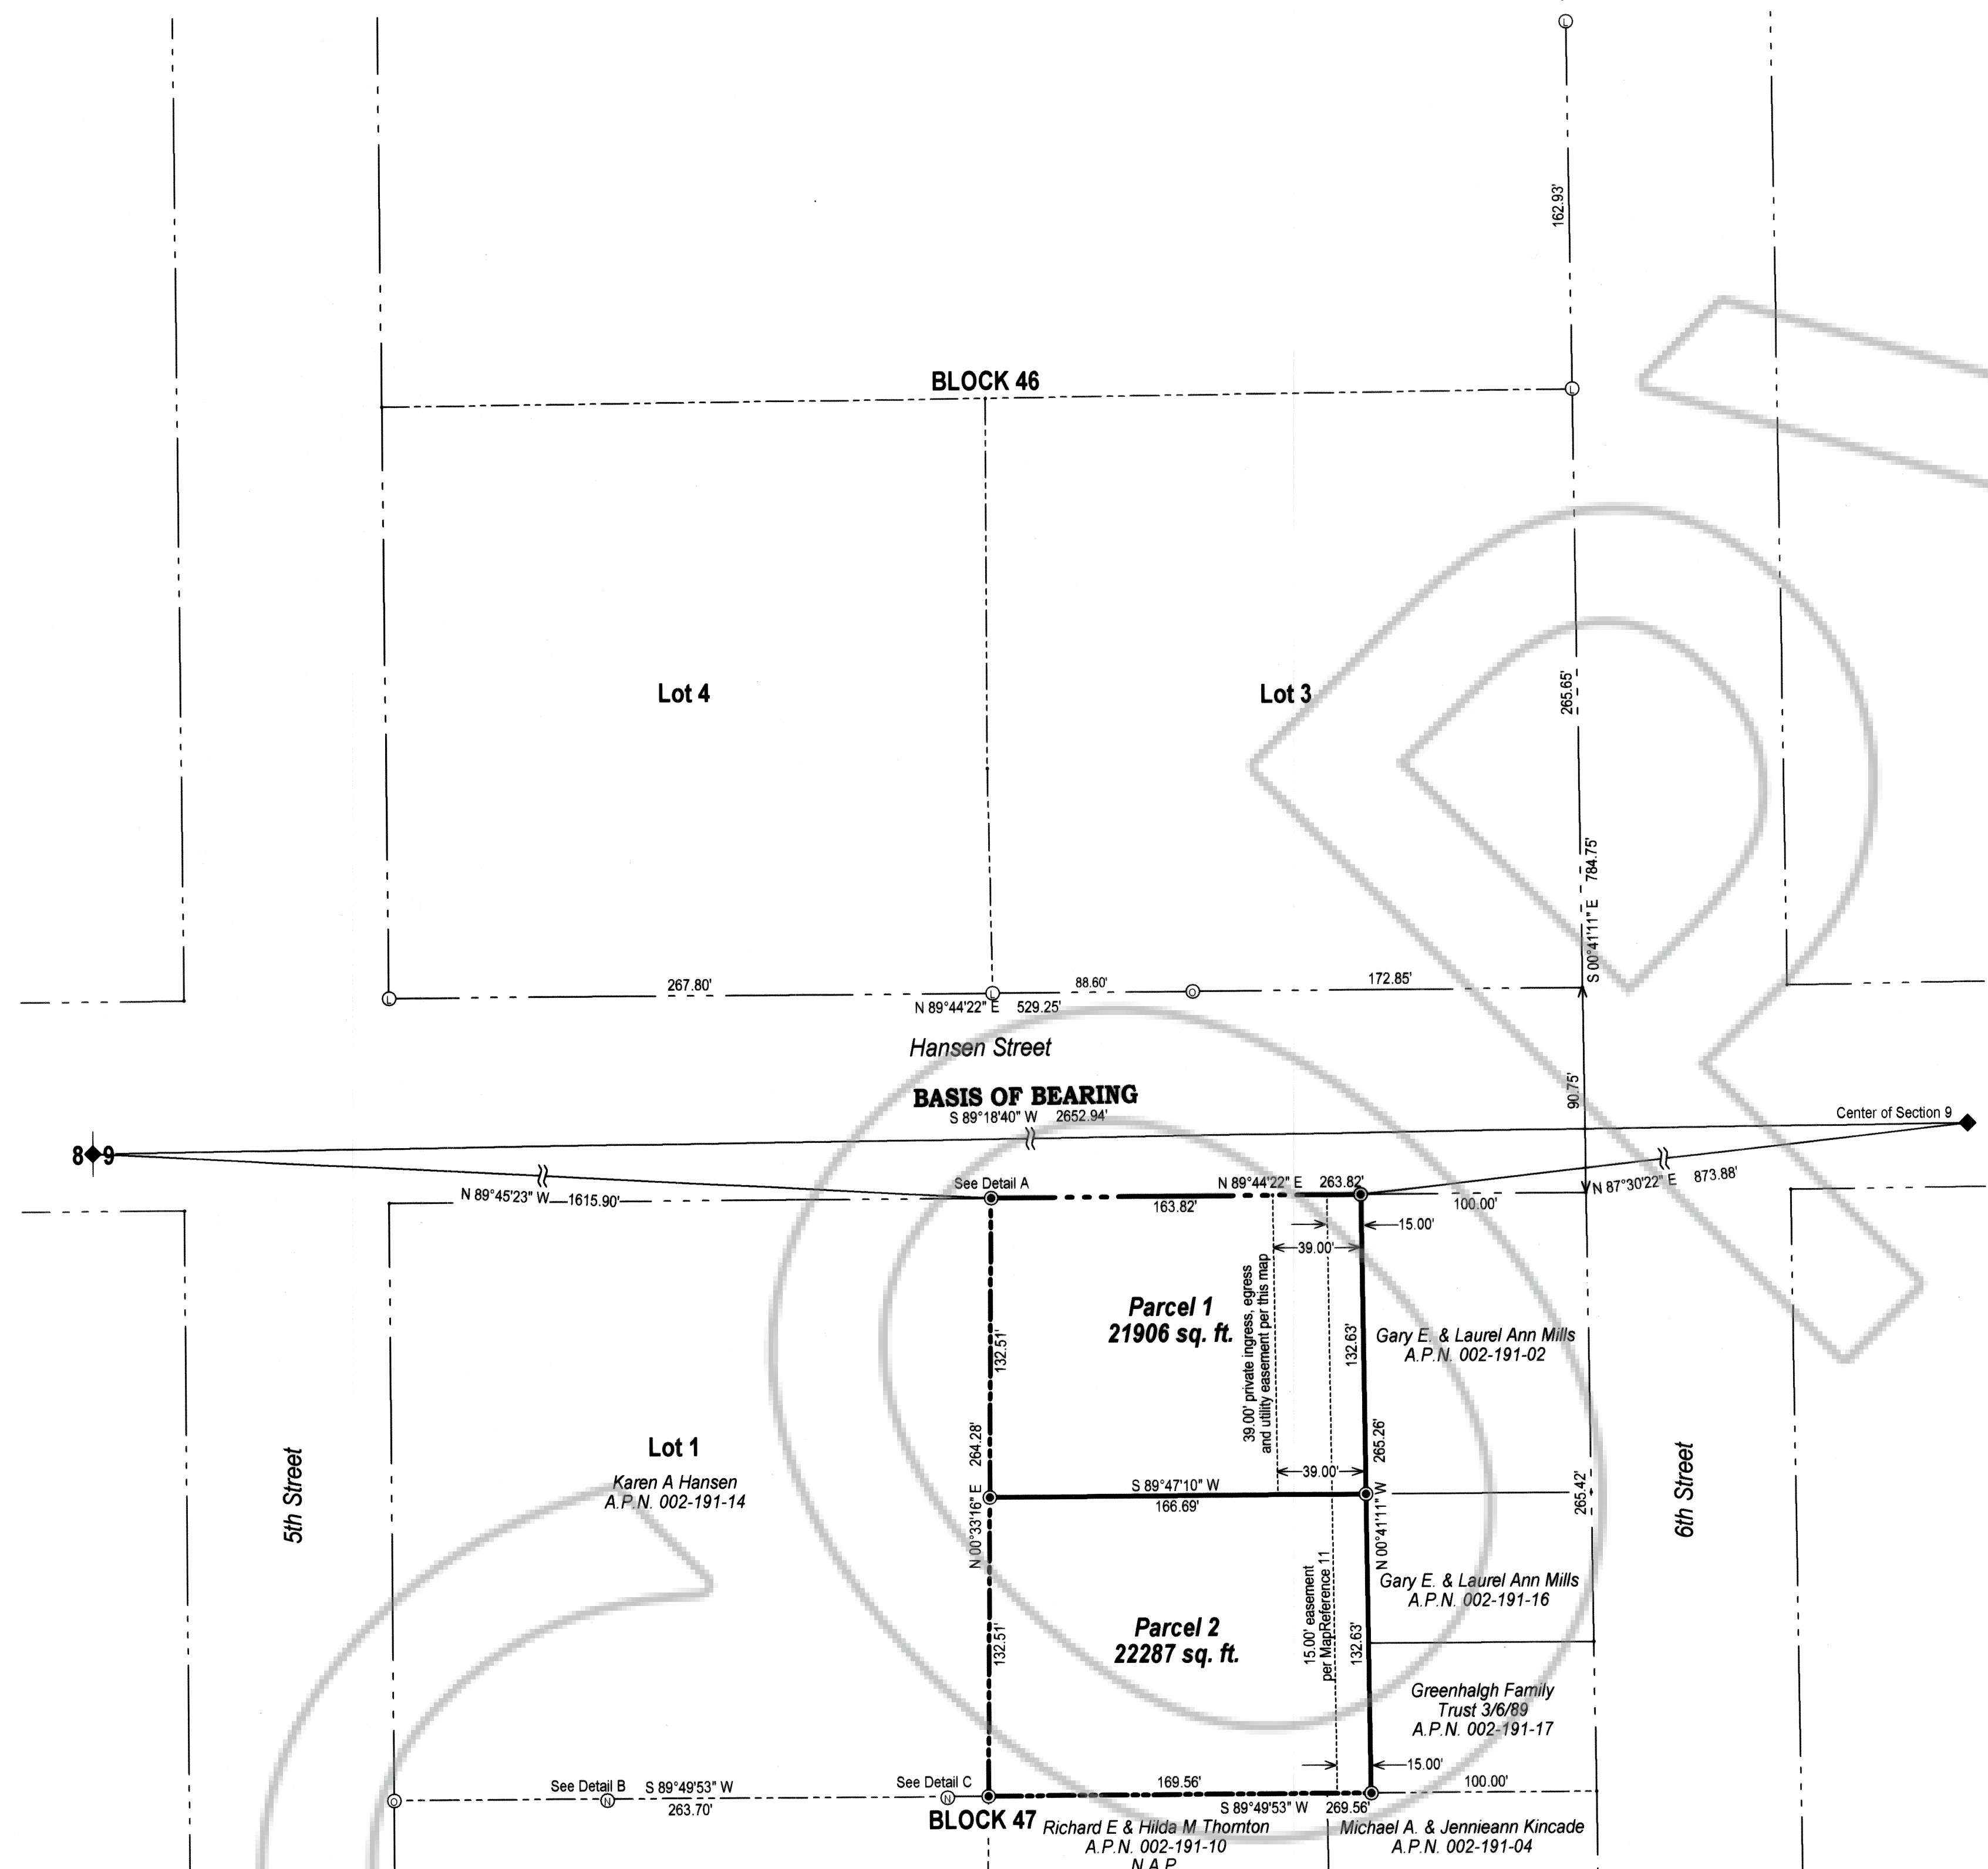 L
162.93'
BLOCK 46
L
Lot 4
Lot 3
265.65'
S 00°41'11" E 784.75'
267.80'
88.60'
172.85'
L
L
O
N 89°44'22" E 529.25'
Hansen Street
BASIS OF BEARING
S 89°18'40" W 2652.94'
90.75'
Center of Section 9
8 9
N 89°45'23" W 1615.90'
See Detail A
N 89°44'22" E 263.82'
N 87°30'22" E 873.88'
163.82'
100.00'
15.00'
39.00'
39.00' private ingress, egress
and utility easement per this map
Parcel 1
21906 sq. ft.
132.51'
132.63'
Gary E. & Laurel Ann Mills
A.P.N. 002-191-02
5th Street
Lot 1
Karen A Hansen
A.P.N. 002-191-14
N 00°33'16" E 264.28'
39.00'
S 89°47'10" W
166.69'
N 00°41'11" W 265.26'
265.42'
6th Street
15.00' easement
per MapReference 11
Gary E. & Laurel Ann Mills
A.P.N. 002-191-16
Parcel 2
22287 sq. ft.
132.51'
132.63'
Greenhalgh Family
Trust 3/6/89
A.P.N. 002-191-17
15.00'
See Detail B S 89°49'53" W
See Detail C
169.56'
100.00'
O
N
N
263.70'
S 89°49'53" W 269.56'
BLOCK 47
Richard E & Hilda M Thornton
A.P.N. 002-191-10
N.A.P.
Michael A. & Jennieann Kincade
A.P.N. 002-191-04